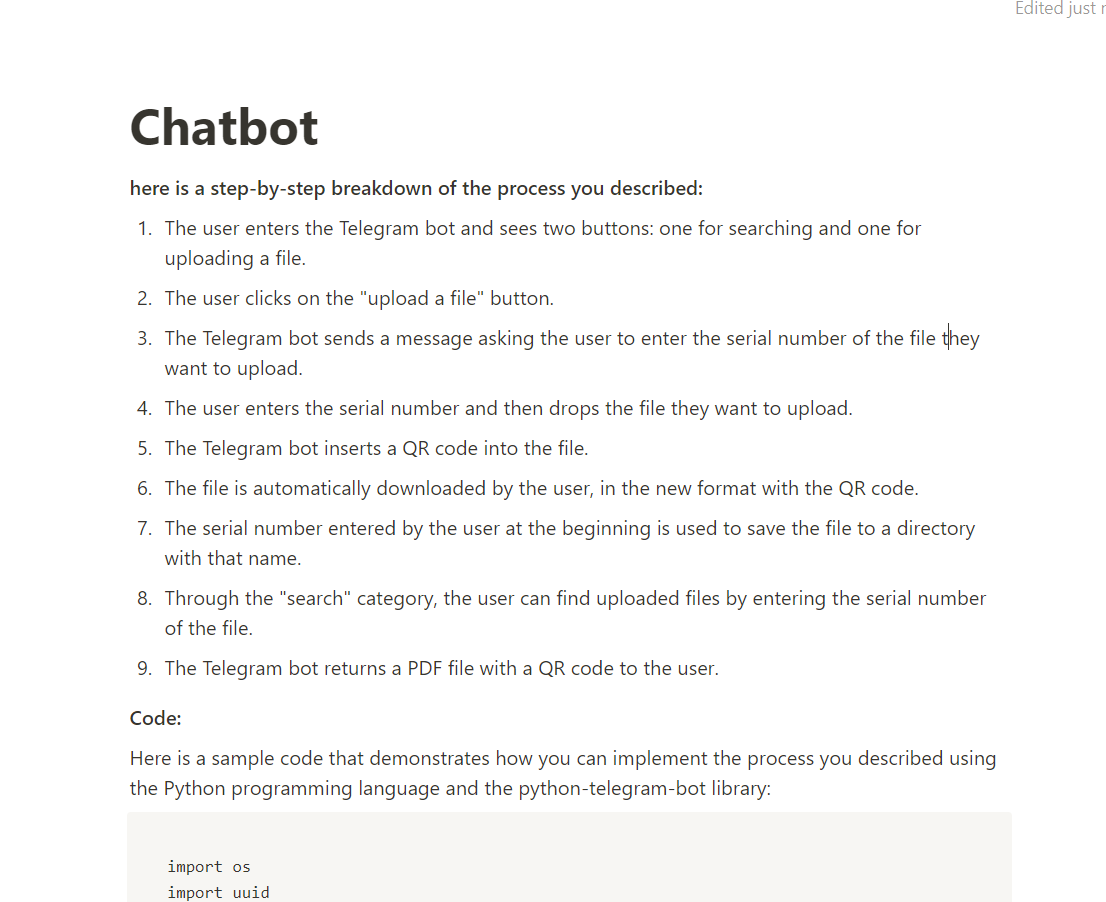 Edited just
Chatbot
here is a step-by-step breakdown of the process you described:
1. The user enters the Telegram bot and sees two buttons: one for searching and one for
uploading a file.
2. The user clicks on the "upload a file" button.
3. The Telegram bot sends a message asking the user to enter the serial number of the file they
want to upload.
4. The user enters the serial number and then drops the file they want to upload.
5. The Telegram bot inserts a QR code into the file.
6. The file is automatically downloaded by the user, in the new format with the QR code.
7. The serial number entered by the user at the beginning is used to save the file to a directory
with that name.
8. Through the "search" category, the user can find uploaded files by entering the serial number
of the file.
9. The Telegram bot returns a PDF file with a QR code to the user.
Code:
Here is a sample code that demonstrates how you can implement the process you described using
the Python programming language and the python-telegram-bot library:
import os
import uuid